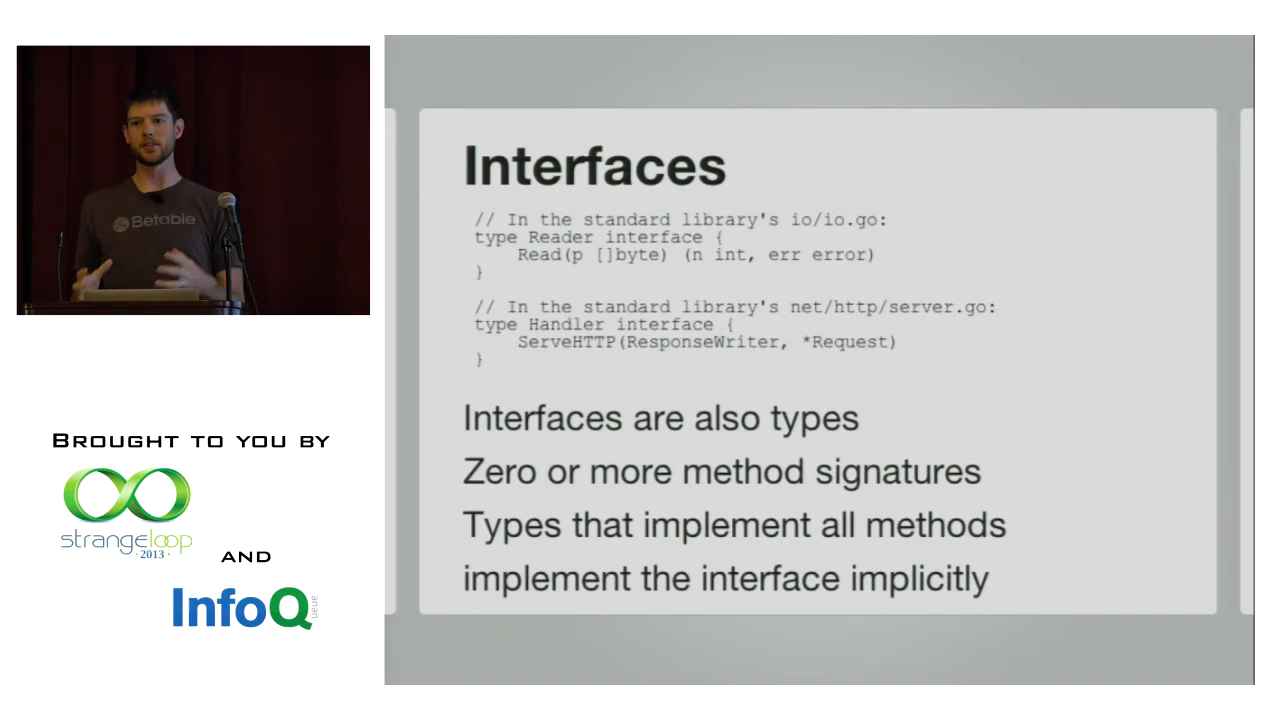 Betable
Interfaces
// In the standard library's io/io.go:
type Reader interface {
    Read(p []byte) (n int, err error)
}
// In the standard library's net/http/server.go:
type Handler interface {
    ServeHTTP(ResponseWriter, *Request)
}
Interfaces are also types
Zero or more method signatures
Types that implement all methods
implement the interface implicitly
BROUGHT TO YOU BY
strangeloop
· 2013 ·
AND
InfoQ
ueue